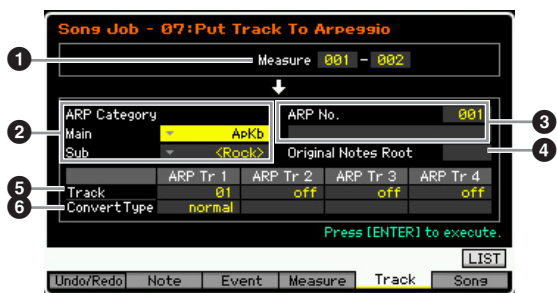 Song Job - 07:Put Track To Arpeggio
1 Measure 001 - 002
ARP Category ARP No. 001 3
2 Main ApKb
Sub <Rock> Original Notes Root 4
ARP Tr 1 ARP Tr 2 ARP Tr 3 ARP Tr 4
5 Track 01 off off off
6 ConvertType normal
Press [ENTER] to execute.
LIST
Undo/Redo Note Event Measure Track Song